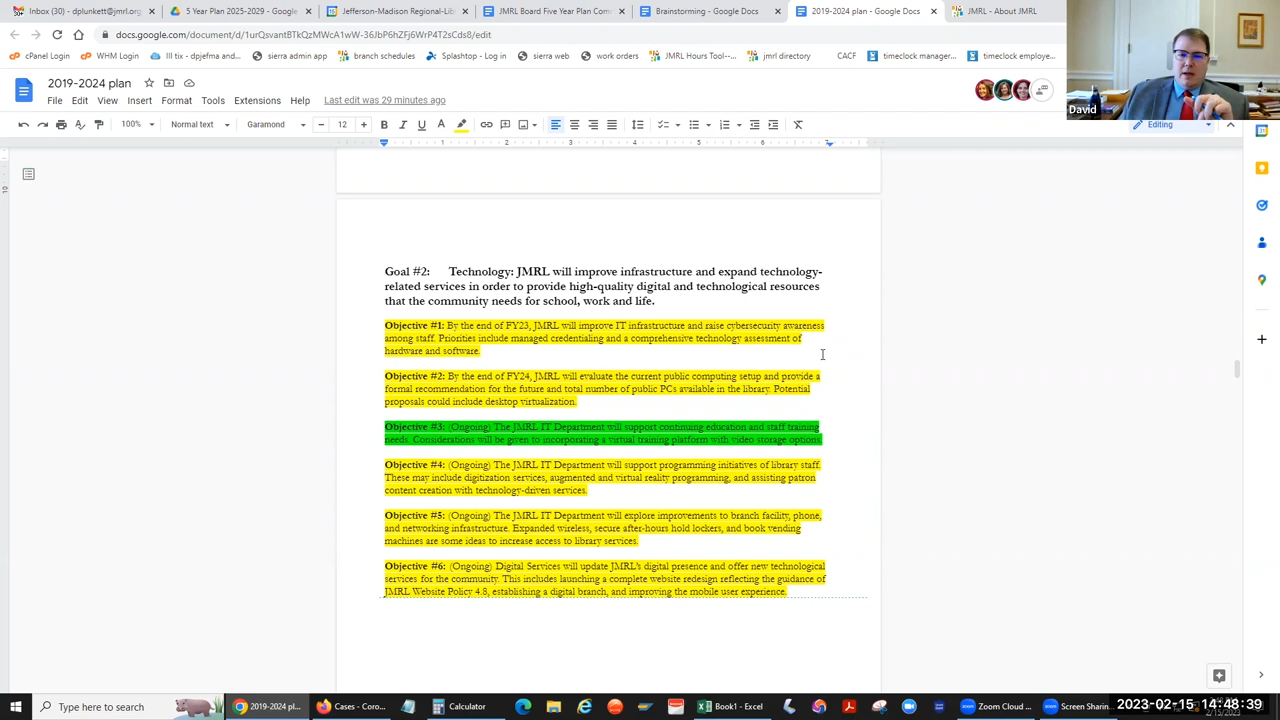 Inbox (31) - dplunkett@jmrl.org
5 Year Plan 2025-2029 - Google
Jefferson-Madison Regional-Lib
JMRL Board Five Year Plan Com
Brainstorming - Google Docs
2019-2024 plan - Google Docs
JMRL - About JMRL
docs.google.com/document/d/
cPanel Login
WHM Login
III tix - dpjefma-and
sierra admin app
branch schedules
Splashtop - Log in
sierra web
work orders
JMRL Hours Tool--...
jmrl directory
CACF
timeclock manager...
timeclock employe
2019-2024 plan
File Edit View Insert Format Tools Extensions Help Last edit was 29 minutes ago
100% Normal text Garamond 12 Editing
David
1 2 3 4 5 6
Goal #2: Technology: JMRL will improve infrastructure and expand technology-
related services in order to provide high-quality digital and technological resources
that the community needs for school, work and life.
Objective #1: By the end of FY23, JMRL will improve IT infrastructure and raise cybersecurity awareness
among staff. Priorities include managed credentialing and a comprehensive technology assessment of
hardware and software.
Objective #2: By the end of FY24, JMRL will evaluate the current public computing setup and provide a
formal recommendation for the future and total number of public PCs available in the library. Potential
proposals could include desktop virtualization.
Objective #3: (Ongoing) The JMRL IT Department will support continuing education and staff training
needs. Considerations will be given to incorporating a virtual training platform with video storage options.
Objective #4: (Ongoing) The JMRL IT Department will support programming initiatives of library staff.
These may include digitization services, augmented and virtual reality programming, and assisting patron
content creation with technology-driven services.
Objective #5: (Ongoing) The JMRL IT Department will explore improvements to branch facility, phone,
and networking infrastructure. Expanded wireless, secure after-hours hold lockers, and book vending
machines are some ideas to increase access to library services.
Objective #6: (Ongoing) Digital Services will update JMRL's digital presence and offer new technological
services for the community. This includes launching a complete website redesign reflecting the guidance of
JMRL Website Policy 4.8, establishing a digital branch, and improving the mobile user experience.
Type here to search
2019-2024 pl...
Cases - Coro...
Calculator
Book1 - Excel
Zoom Cloud ...
Screen Sharin...
2023-02-15 14:48:39